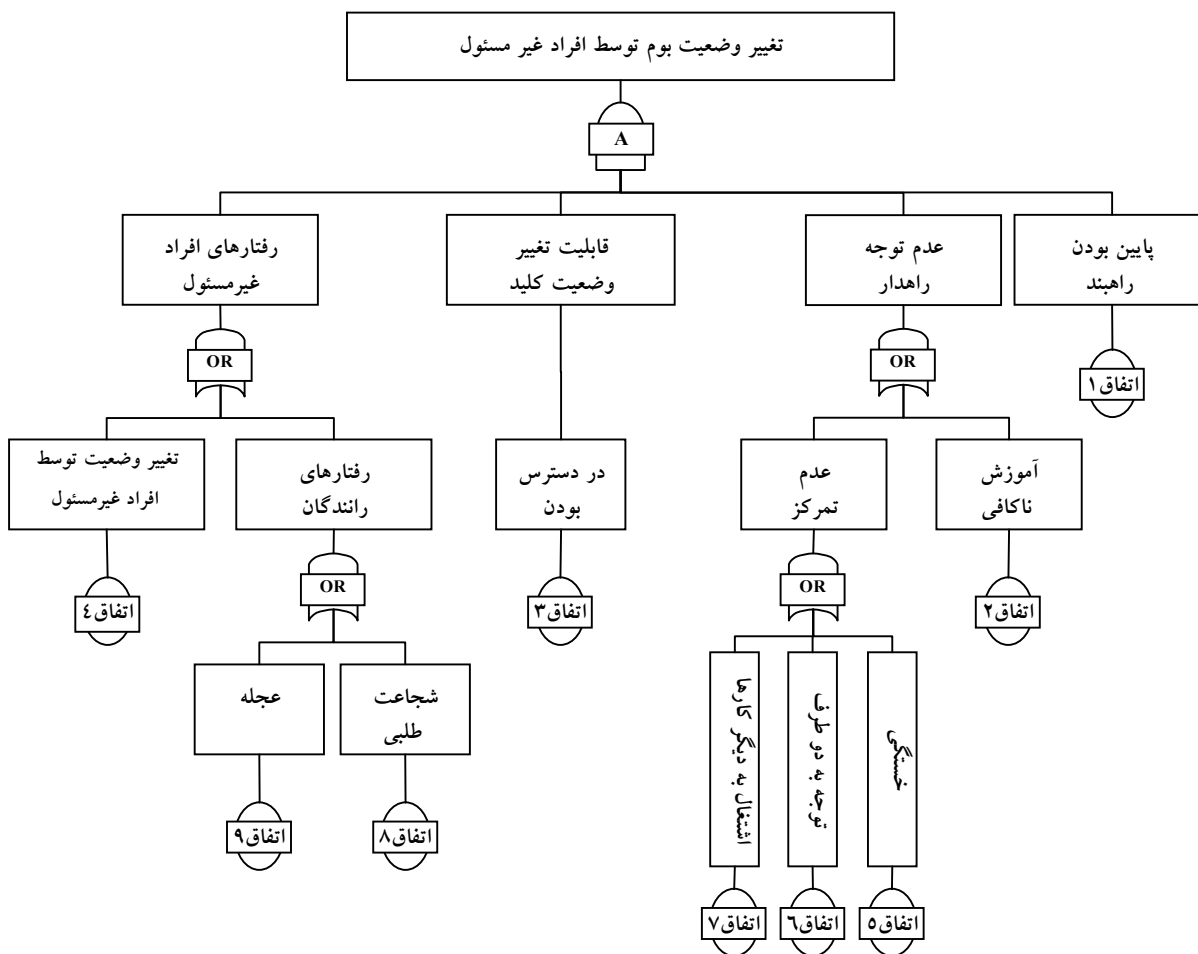 تغییر وضعیت بوم توسط افراد غیر مسئول
A
پایین بودن
راهبند
عدم توجه
راهدار
قابلیت تغییر
وضعیت کلید
رفتارهای افراد
غیرمسئول
اتفاق۱
OR
OR
آموزش
ناکافی
عدم
تمرکز
در دسترس
بودن
رفتارهای
رانندگان
تغییر وضعیت توسط
افراد غیرمسئول
اتفاق۲
OR
اتفاق۳
OR
اتفاق٤
خستگی
توجه به دو طرف
اشتغال به دیگر کارها
شجاعت
طلبی
عجله
اتفاق۵
اتفاق٦
اتفاق۷
اتفاق۸
اتفاق۹